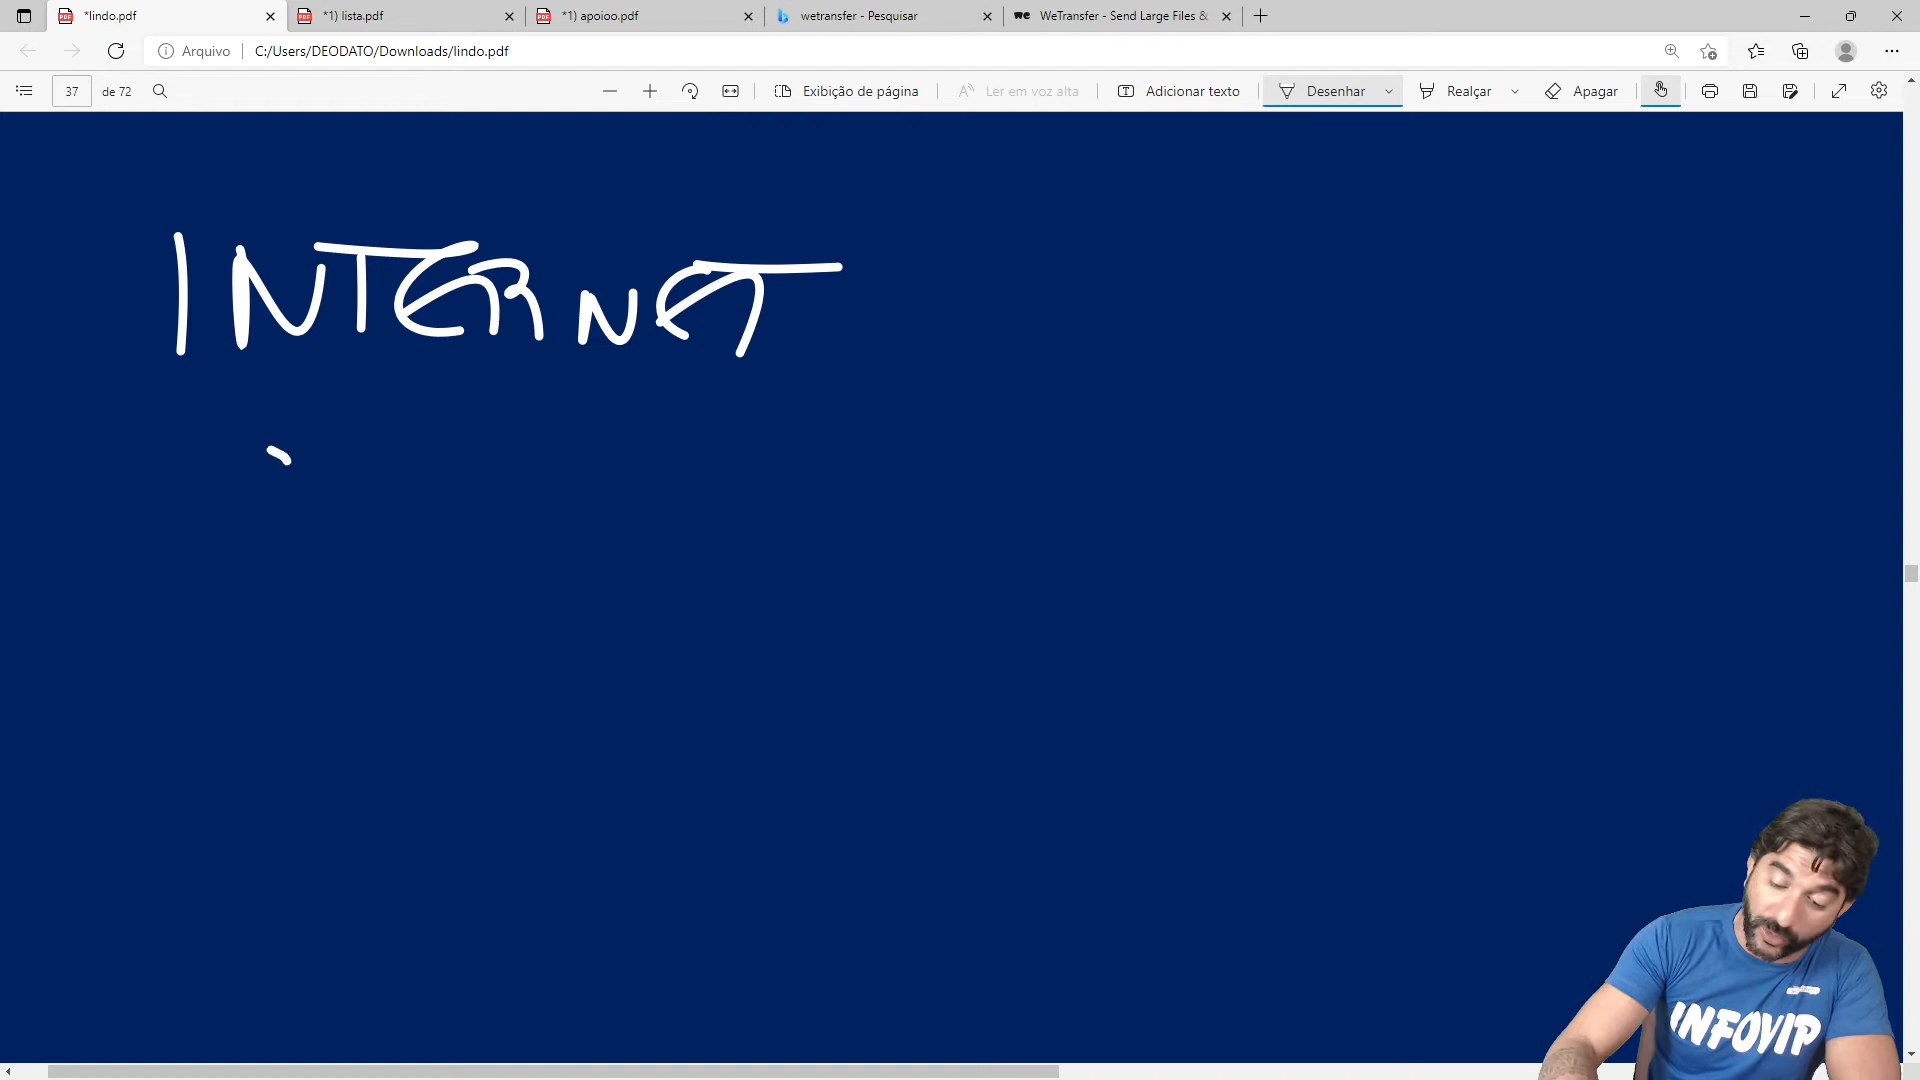 *lindo.pdf
*1) lista.pdf
*1) apoioo.pdf
wetransfer - Pesquisar
WeTransfer - Send Large Files &
Arquivo
C:/Users/DEODATO/Downloads/lindo.pdf
37 de 72
Exibição de página
Ler em voz alta
Adicionar texto
Desenhar
Realçar
Apagar
INTERNET
INFOVIP